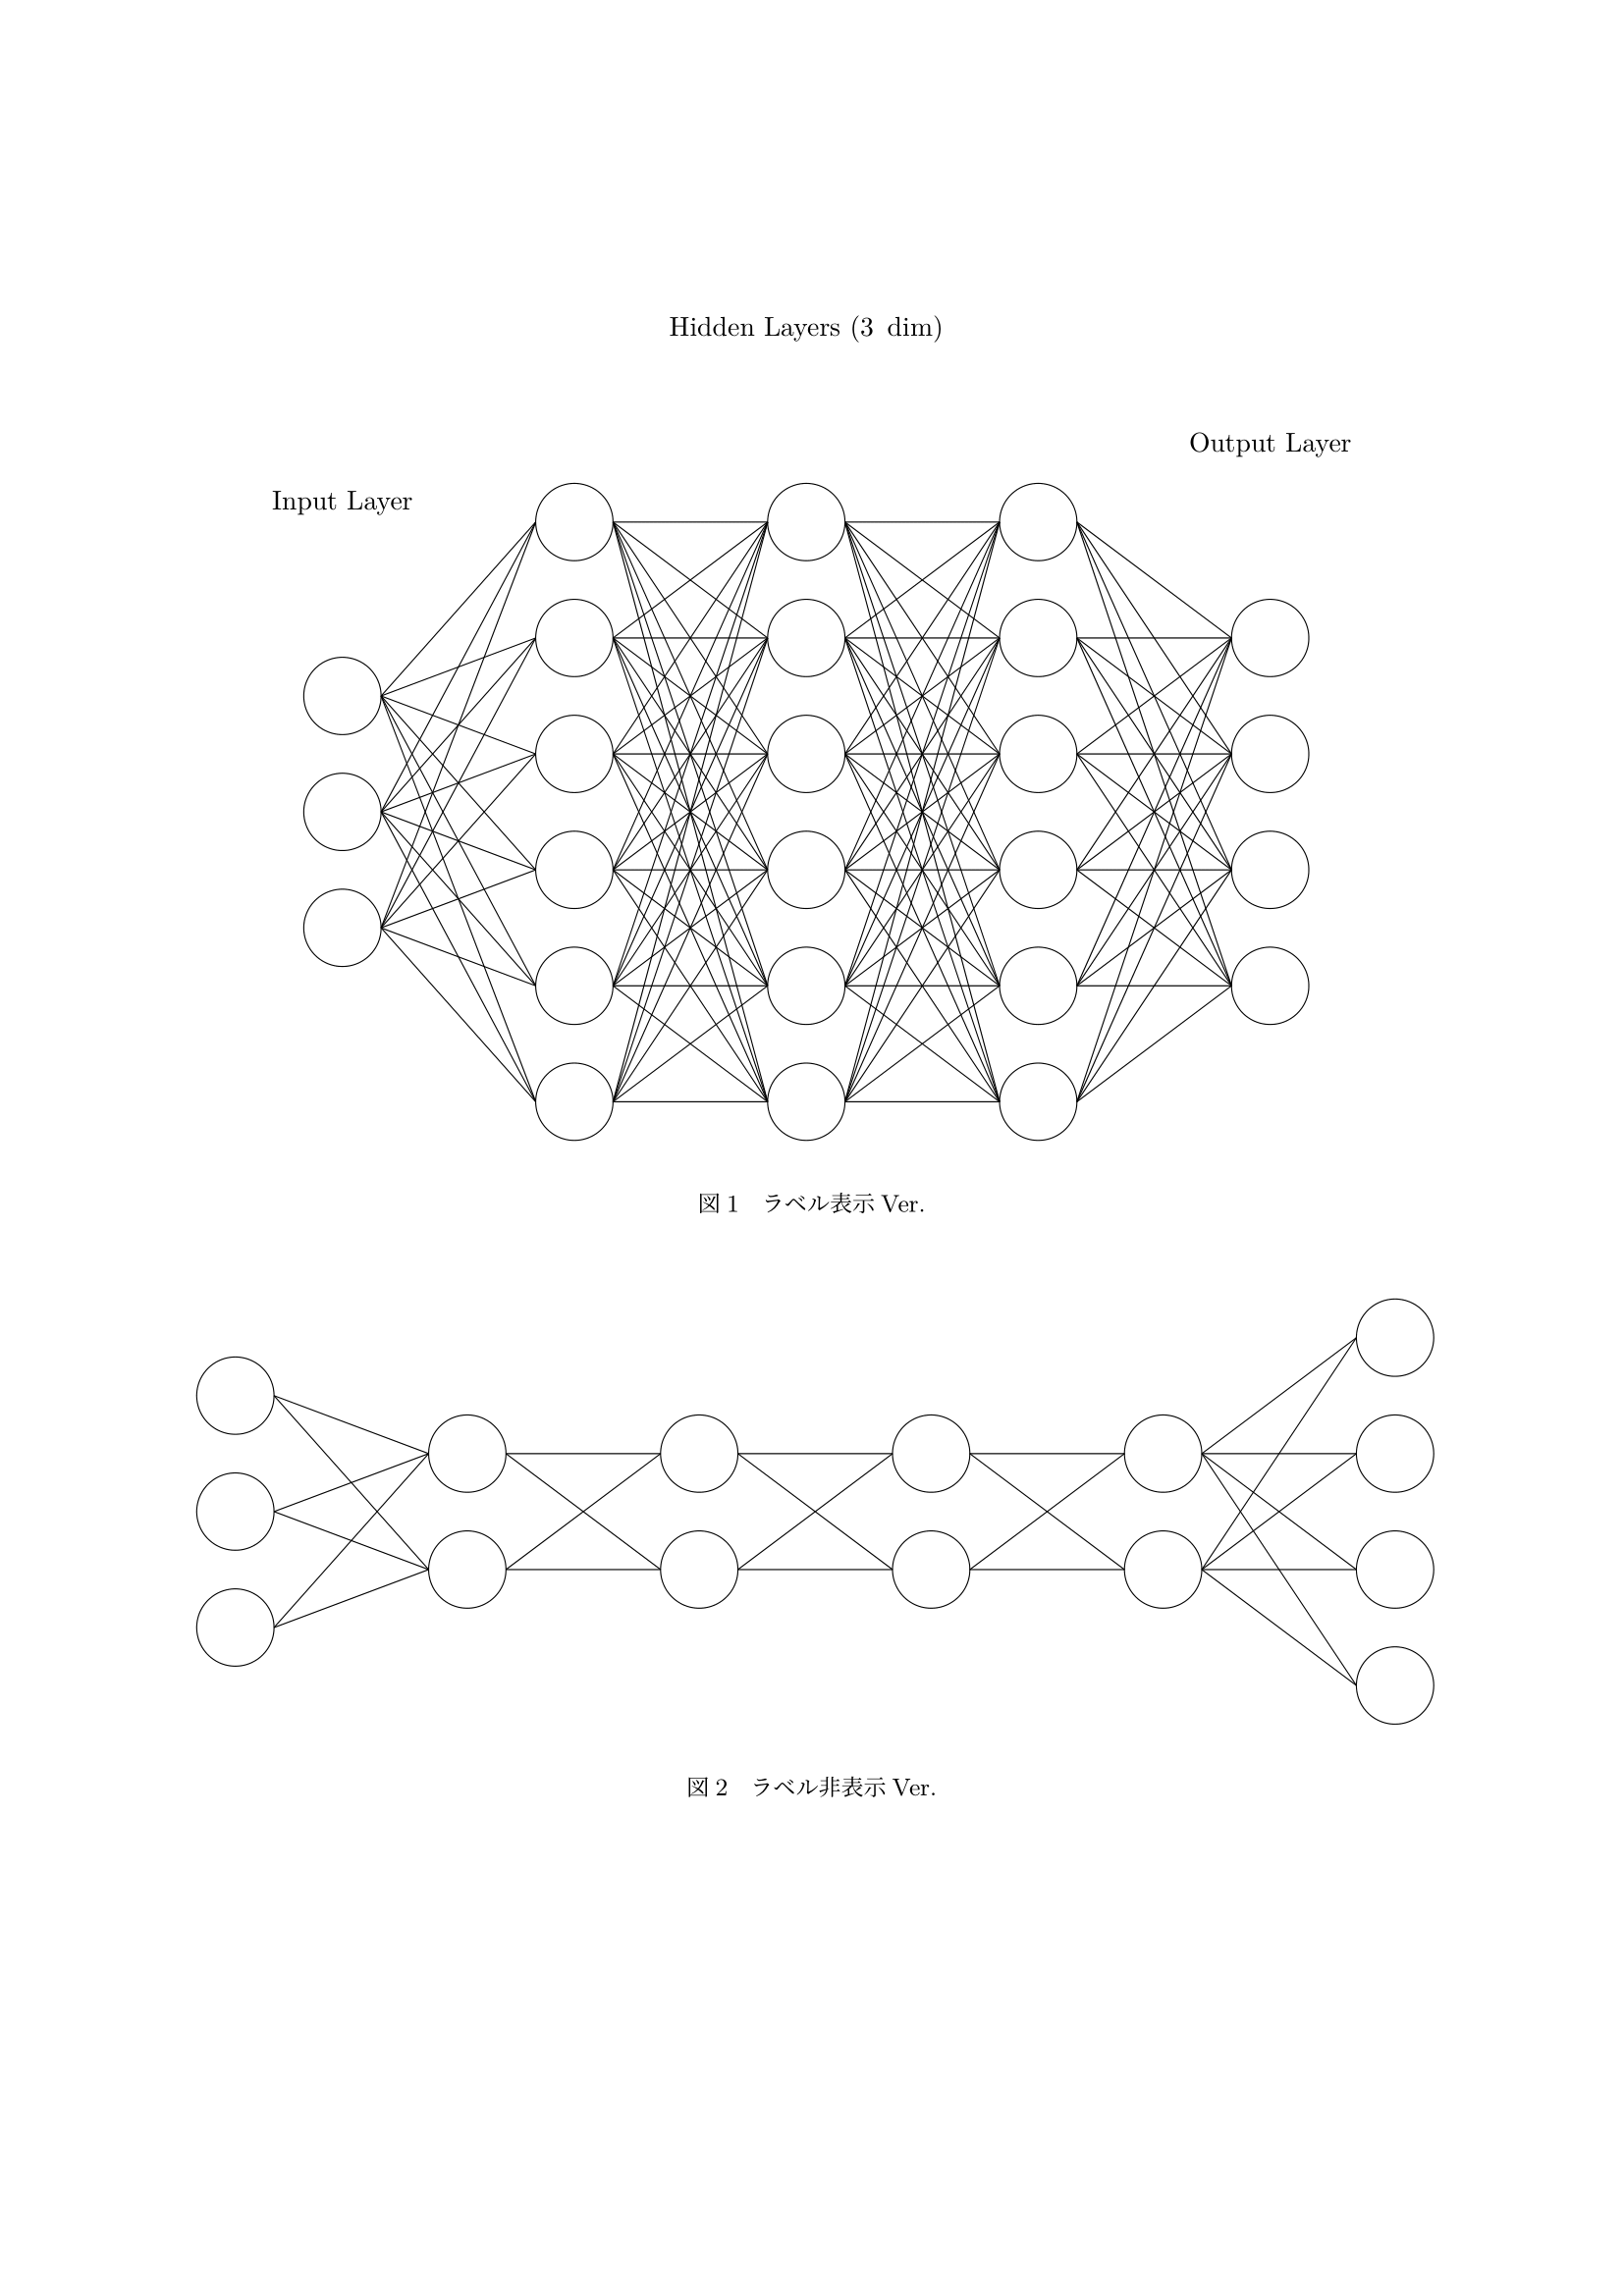 Hidden Layers (3 dim)
Output Layer
Input Layer
図 1　ラベル表示 Ver.
図 2　ラベル非表示 Ver.